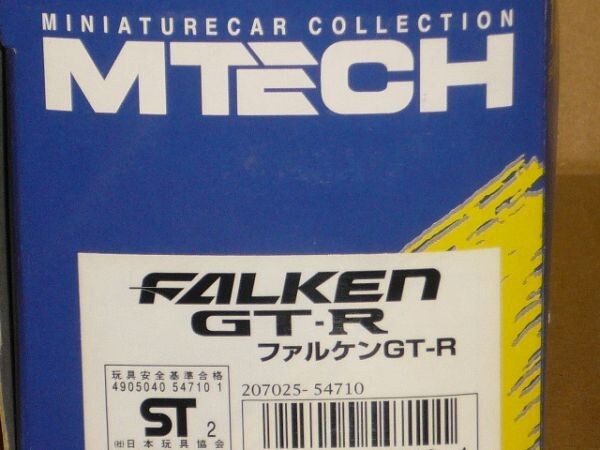 MINIATURECAR COLLECTION
MTECH
FALKEN
GT-R
ファルケンGT-R
玩具安全基準合格
4905040 54710 1
ST 2
(社)日本玩具協会
207025-54710